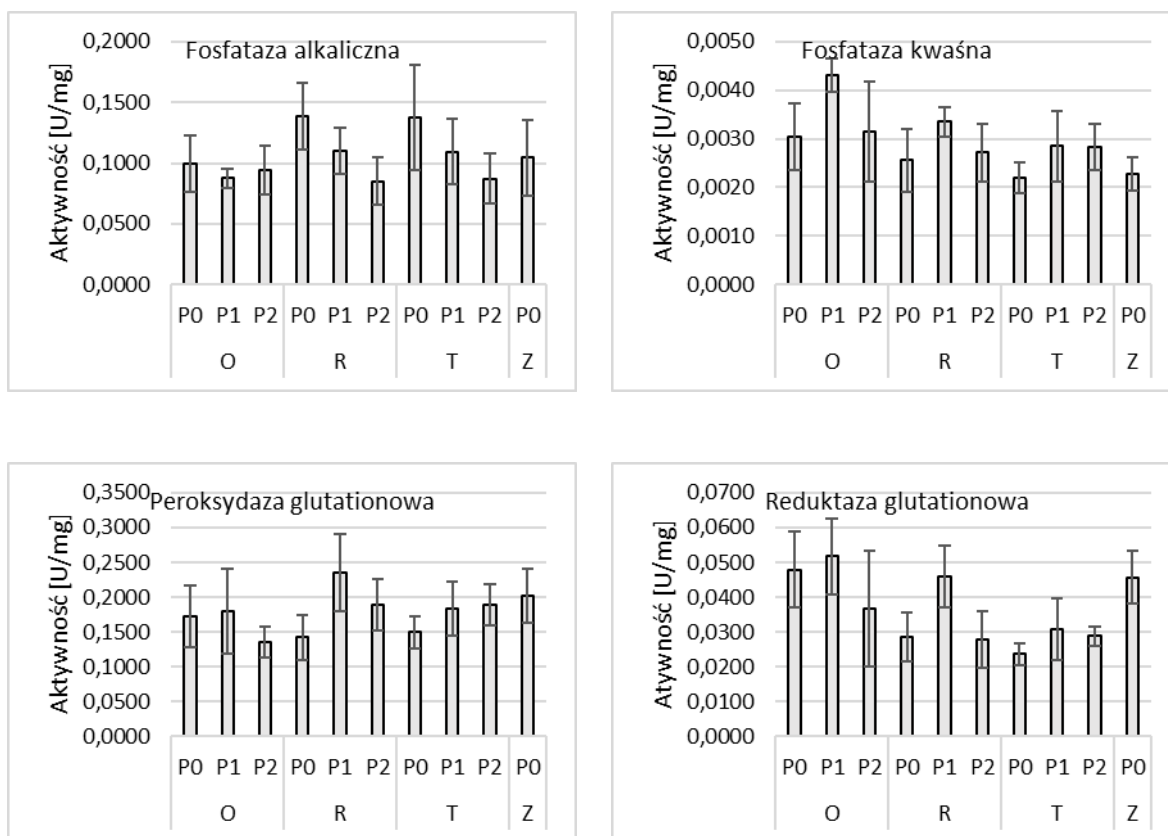 Fosfataza alkaliczna
Aktywność [U/mg]
0,2000
0,1500
0,1000
0,0500
0,0000
P0 P1 P2 P0 P1 P2 P0 P1 P2 P0
O R T Z
Fosfataza kwaśna
Aktywność [U/mg]
0,0050
0,0040
0,0030
0,0020
0,0010
0,0000
P0 P1 P2 P0 P1 P2 P0 P1 P2 P0
O R T Z
Peroksydaza glutationowa
Aktywność [U/mg]
0,3500
0,3000
0,2500
0,2000
0,1500
0,1000
0,0500
0,0000
P0 P1 P2 P0 P1 P2 P0 P1 P2 P0
O R T Z
Reduktaza glutationowa
Atywność [U/mg]
0,0700
0,0600
0,0500
0,0400
0,0300
0,0200
0,0100
0,0000
P0 P1 P2 P0 P1 P2 P0 P1 P2 P0
O R T Z